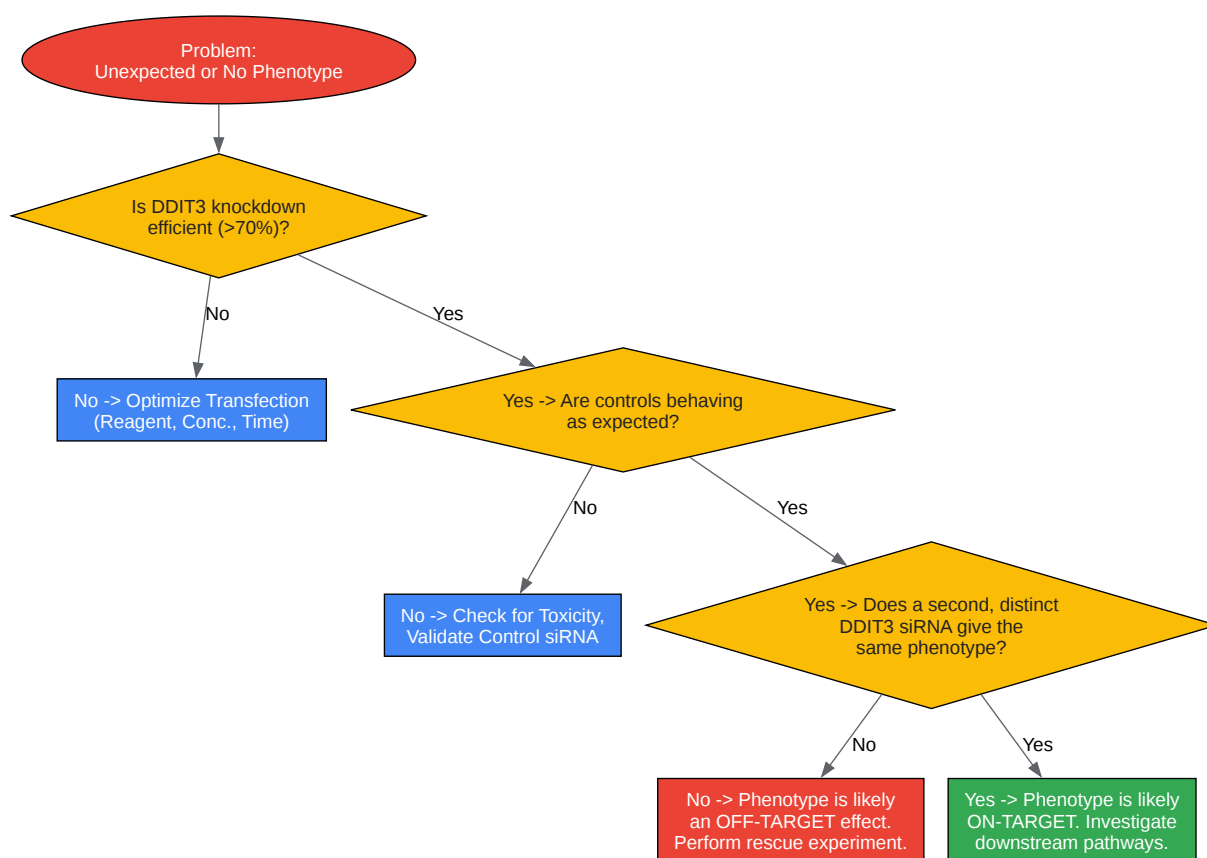 Problem:
Unexpected or No Phenotype
Is DDIT3 knockdown
efficient (>70%)?
No
Yes
No -> Optimize Transfection
(Reagent, Conc., Time)
Yes -> Are controls behaving
as expected?
No
Yes
No -> Check for Toxicity,
Validate Control siRNA
Yes -> Does a second, distinct
DDIT3 siRNA give the
same phenotype?
No
Yes
No -> Phenotype is likely
an OFF-TARGET effect.
Perform rescue experiment.
Yes -> Phenotype is likely
ON-TARGET. Investigate
downstream pathways.